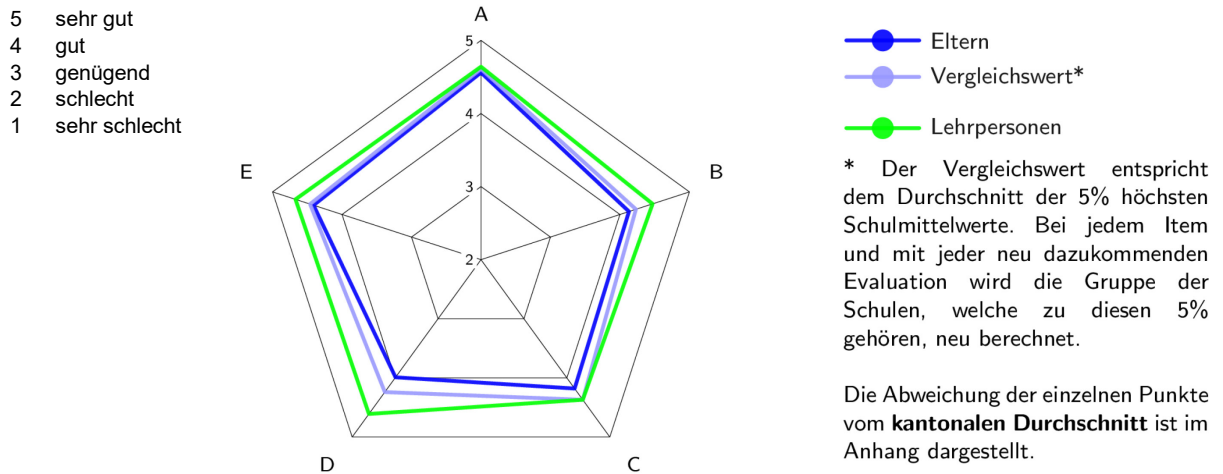 5 sehr gut
4 gut
3 genügend
2 schlecht
1 sehr schlecht
A
5
4
3
2
E
B
D
C
Eltern
Vergleichswert*
Lehrpersonen
* Der Vergleichswert entspricht
dem Durchschnitt der 5% höchsten
Schulmittelwerte. Bei jedem Item
und mit jeder neu dazukommenden
Evaluation wird die Gruppe der
Schulen, welche zu diesen 5%
gehören, neu berechnet.
Die Abweichung der einzelnen Punkte
vom kantonalen Durchschnitt ist im
Anhang dargestellt.